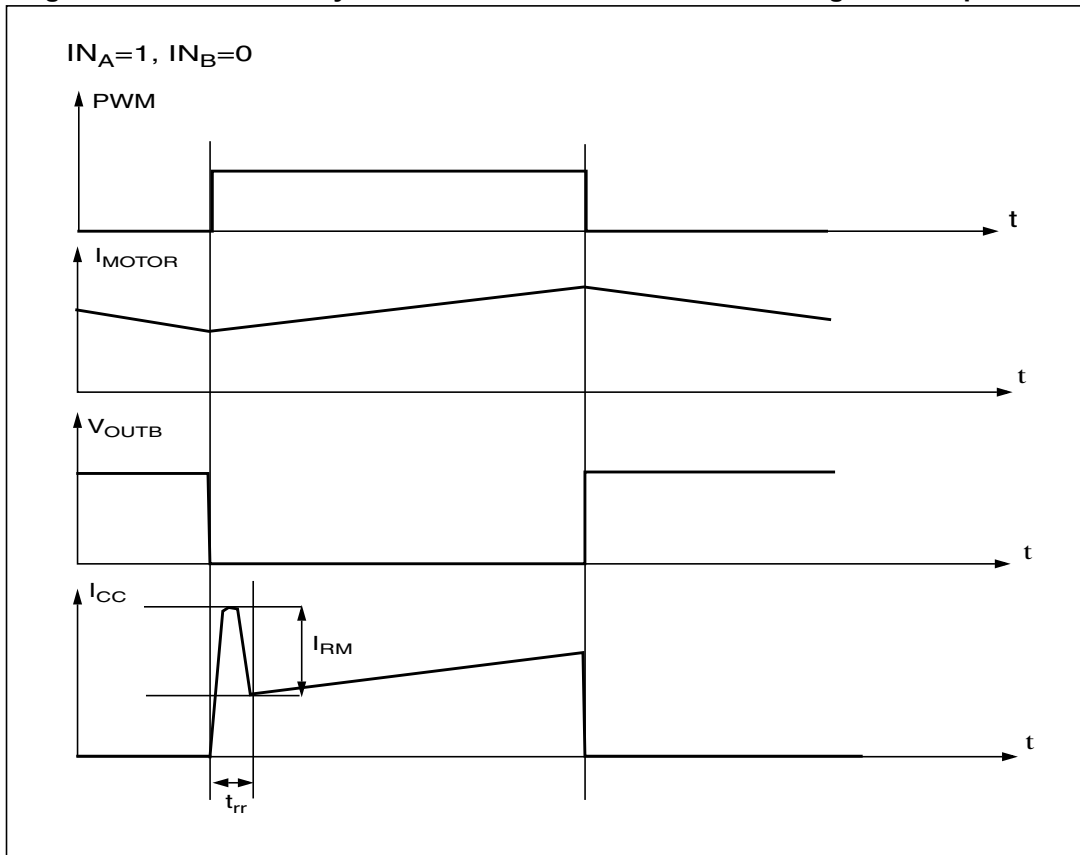 IN_A=1, IN_B=0
PWM
t
I_MOTOR
t
V_OUTB
t
I_CC
I_RM
t
t_rr